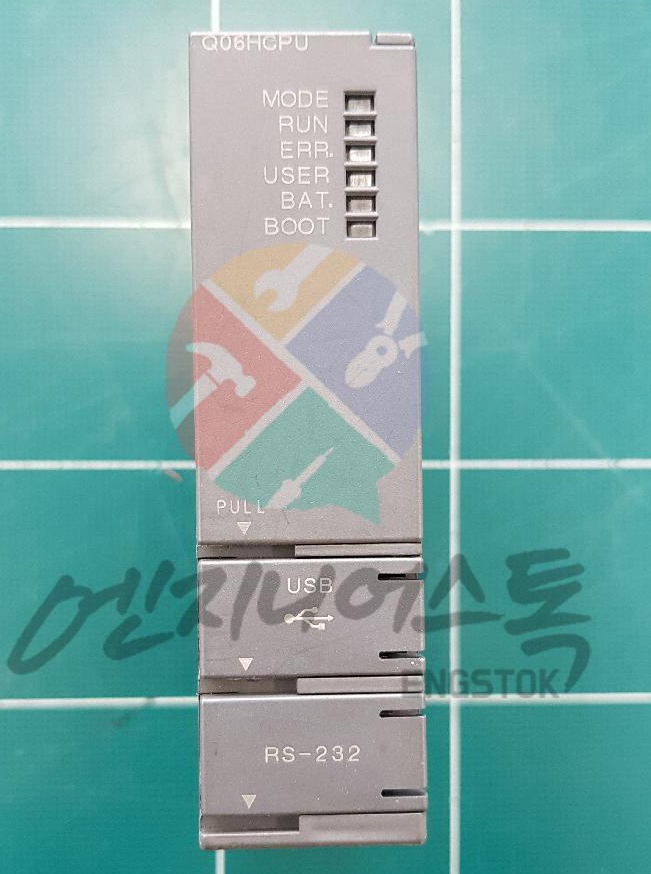 Q06HCPU
MODE
RUN
ERR.
USER
BAT.
BOOT
PULL
USB
엔지니어스톡
ENGSTOK
RS-232